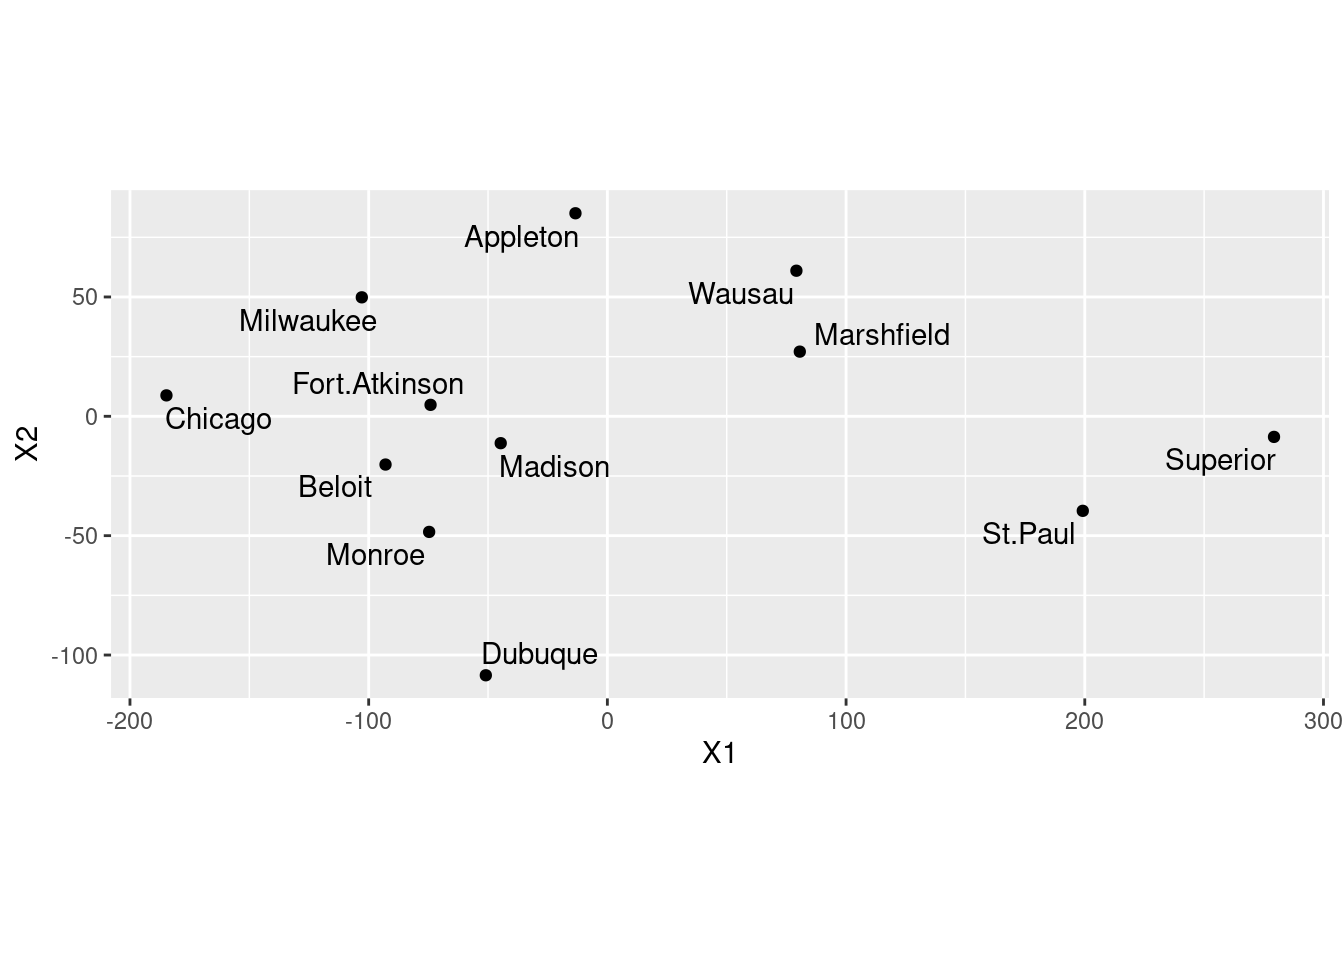 Appleton
Wausau
50
Milwaukee
Marshfield
Fort.Atkinson
0
Chicago
Superior
Madison
Beloit
St.Paul
-50
Monroe
Dubuque
-100
-200 -100 0 100 200 300
X1
X2